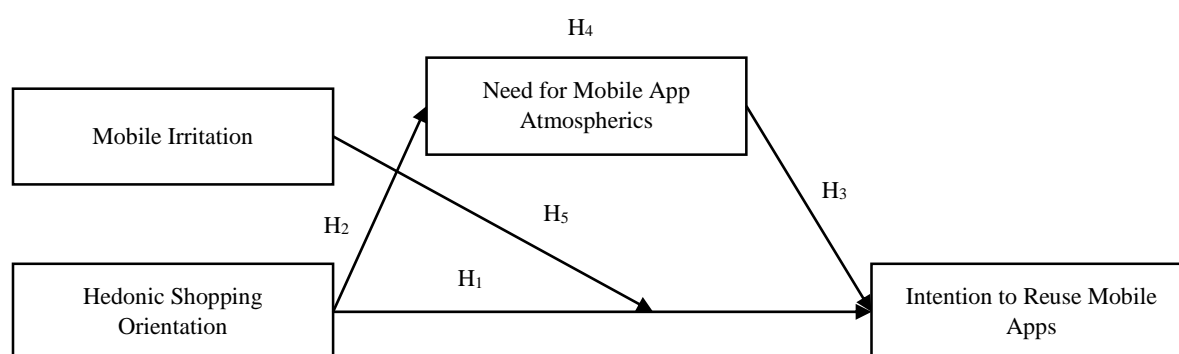 H4
Need for Mobile App
Atmospherics
Mobile Irritation
H3
H5
H2
H1
Hedonic Shopping
Orientation
Intention to Reuse Mobile
Apps